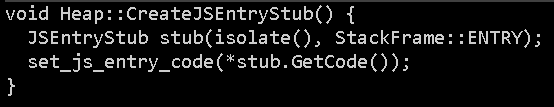 void Heap::CreateJSEntryStub() {
  JSEntryStub stub(isolate(), StackFrame::ENTRY);
  set_js_entry_code(*stub.GetCode());
}